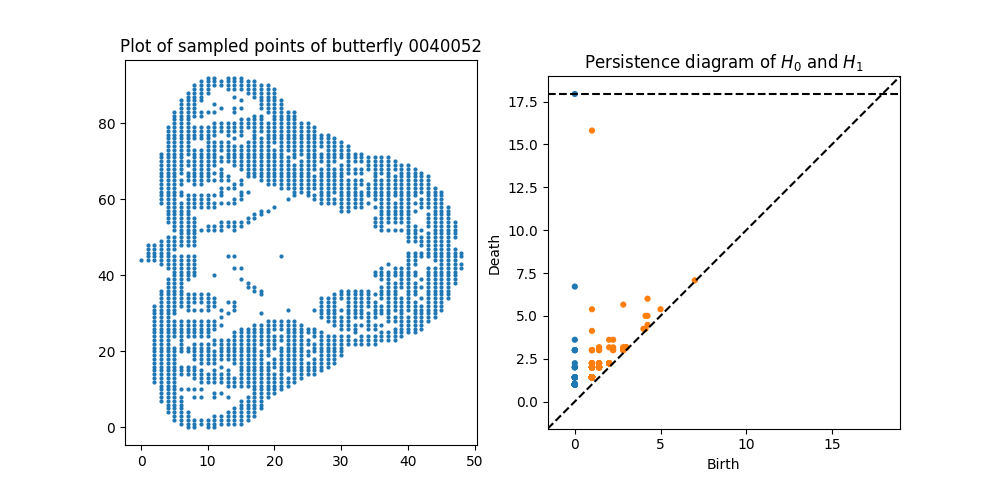 Plot of sampled points of butterfly 0040052
80
60
40
20
0
0 10 20 30 40 50
Persistence diagram of $H_0$ and $H_1$
17.5
15.0
12.5
10.0
7.5
5.0
2.5
0.0
Death
0 5 10 15
Birth